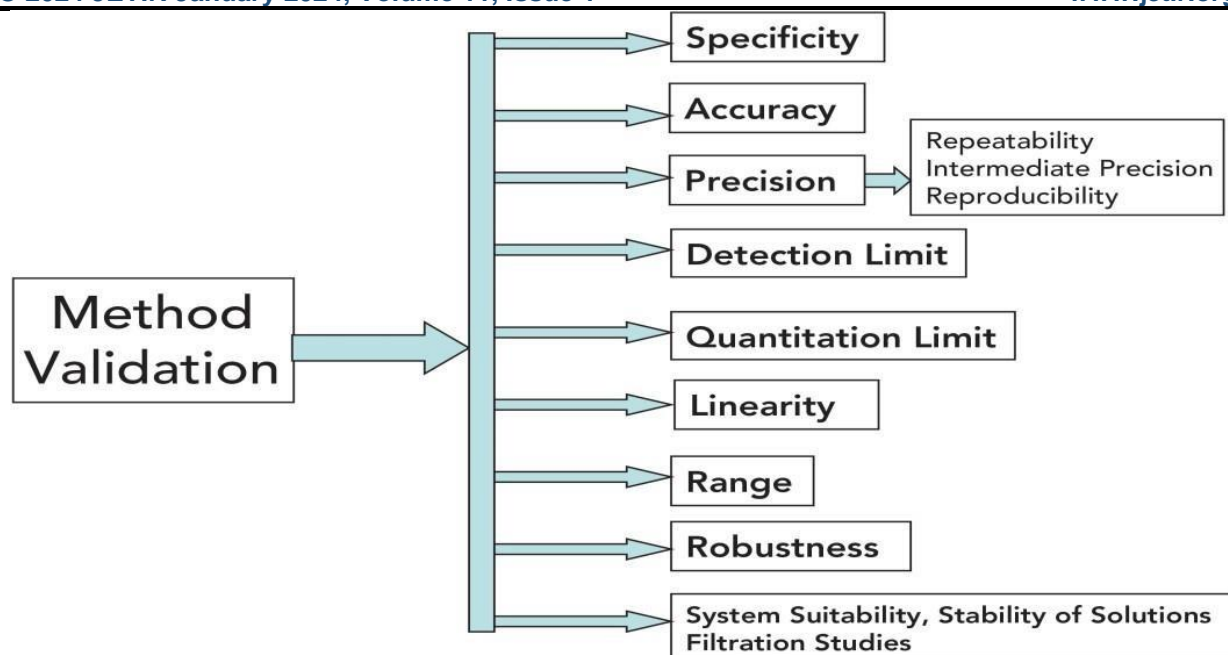 Specificity
Accuracy
Precision
Repeatability
Intermediate Precision
Reproducibility
Detection Limit
Method
Validation
Quantitation Limit
Linearity
Range
Robustness
System Suitability, Stability of Solutions
Filtration Studies